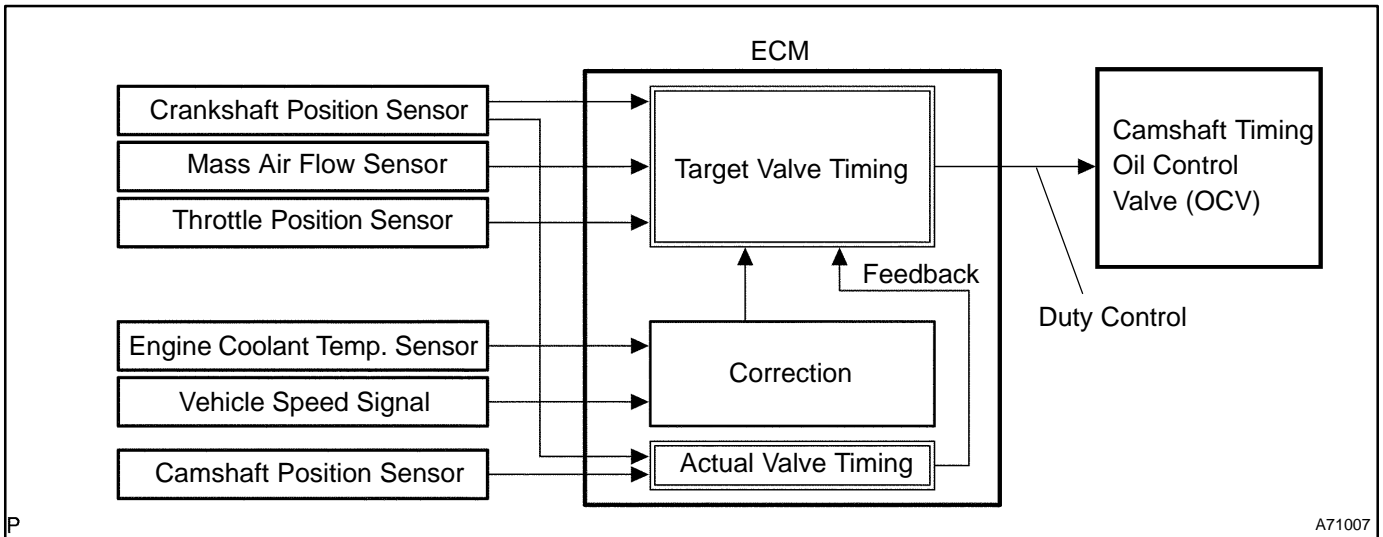 ECM
Crankshaft Position Sensor
Mass Air Flow Sensor
Throttle Position Sensor
Engine Coolant Temp. Sensor
Vehicle Speed Signal
Camshaft Position Sensor
Target Valve Timing
Feedback
Correction
Actual Valve Timing
Camshaft Timing
Oil Control
Valve (OCV)
Duty Control
P
A71007